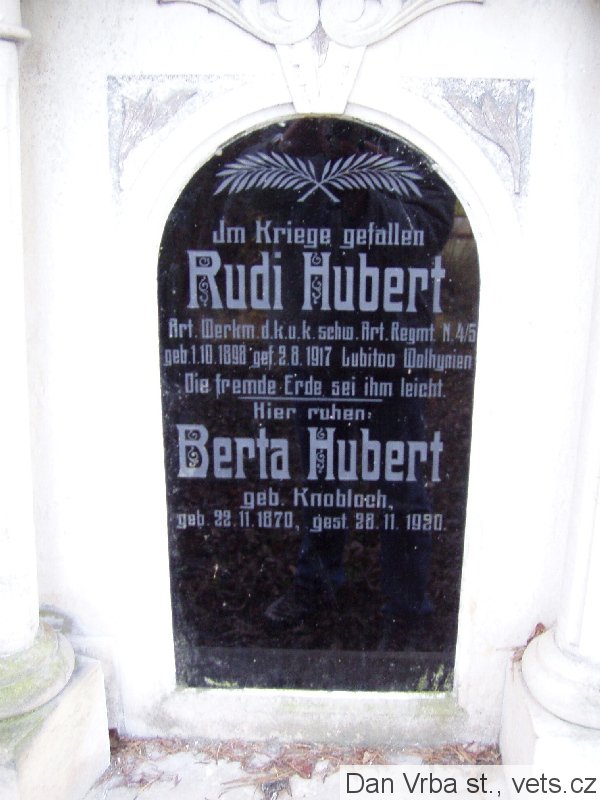 Im Kriege gefallen
Rudi Hubert
Art. Werkm. d.k.u.k. schw. Art. Regmt. N. 4/5
geb. 1.10.1898 gef. 2.8.1917 Lubitov Wolhynien
Die fremde Erde sei ihm leicht.
Hier ruhen:
Berta Hubert
geb. Knobloch,
geb. 22.11.1870, gest. 28.11.1920.
Dan Vrba st., vets.cz